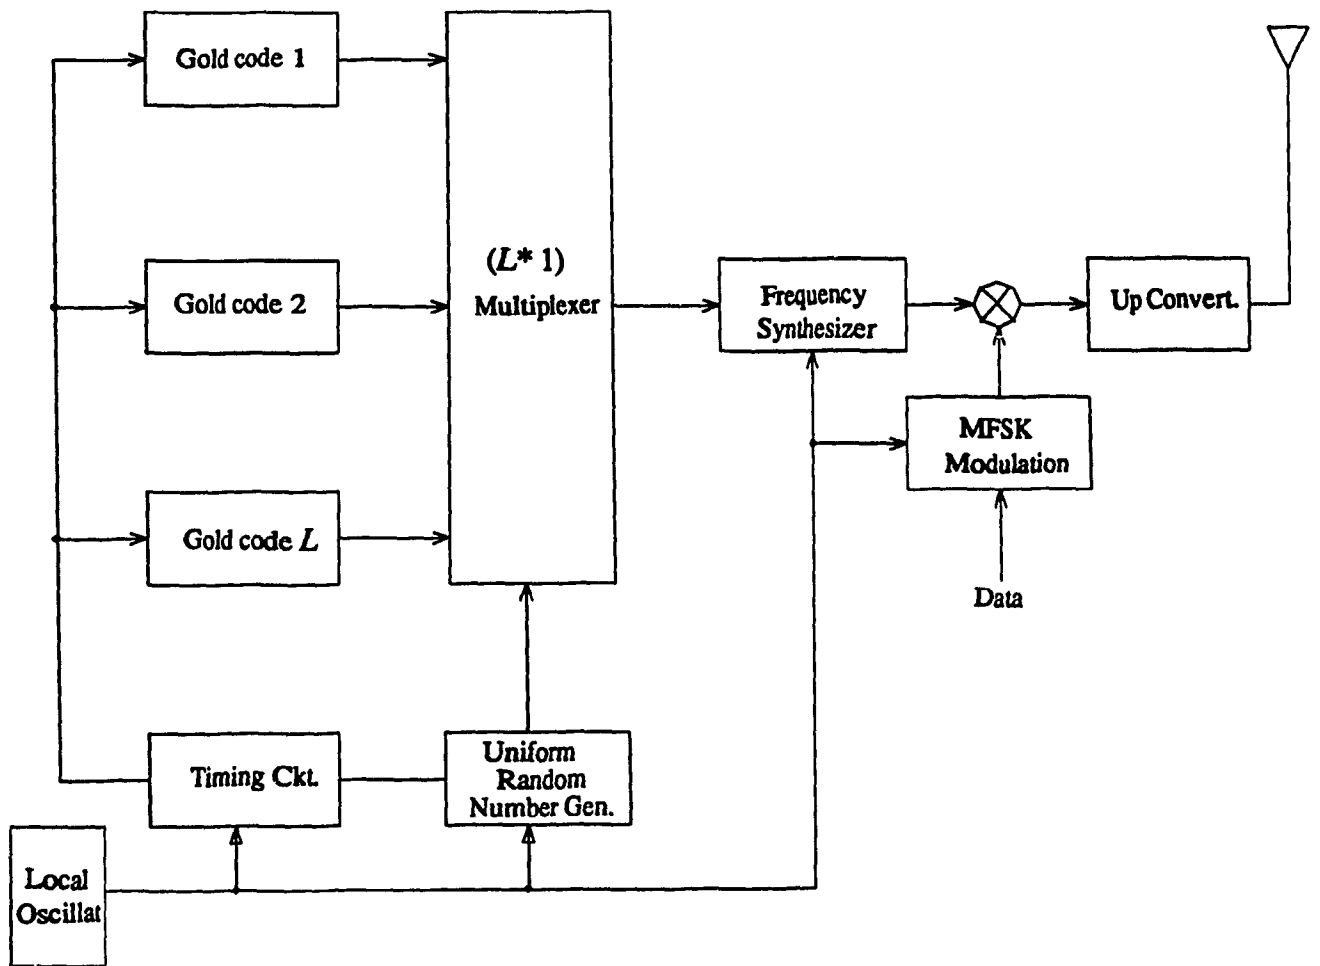 Gold code 1
(L* 1)
Multiplexer
Gold code 2
Frequency
Synthesizer
Up Convert.
MFSK
Modulation
Gold code L
Data
Timing Ckt.
Uniform
Random
Number Gen.
Local
Oscillat